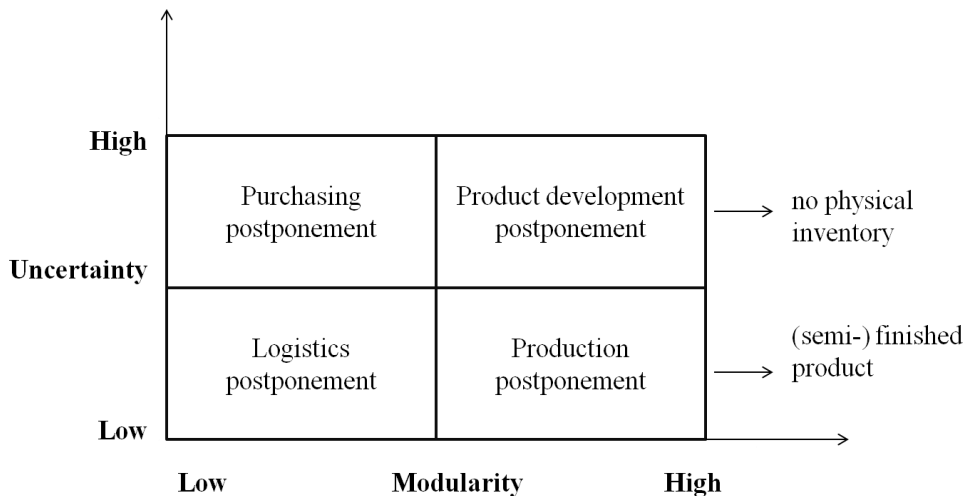 High
Purchasing
postponement
Product development
postponement
no physical
inventory
Uncertainty
Logistics
postponement
Production
postponement
(semi-) finished
product
Low
Low
Modularity
High